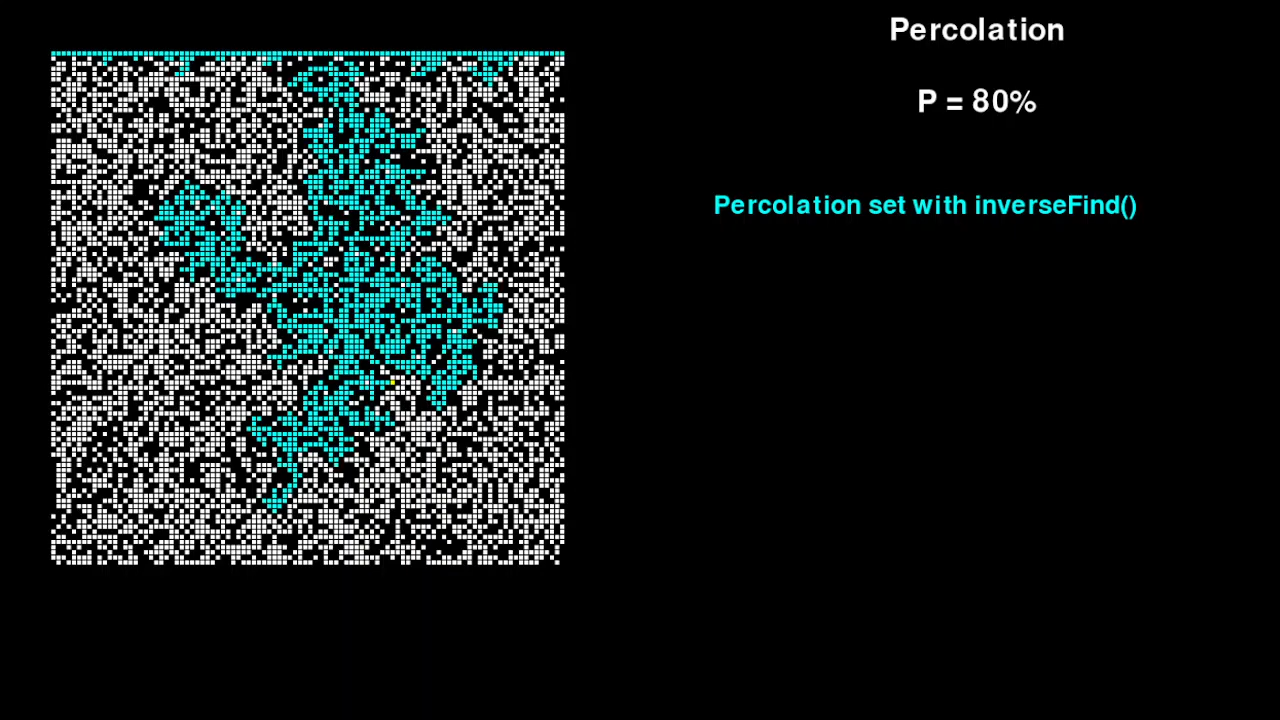 Percolation
P = 80%
Percolation set with inverseFind()